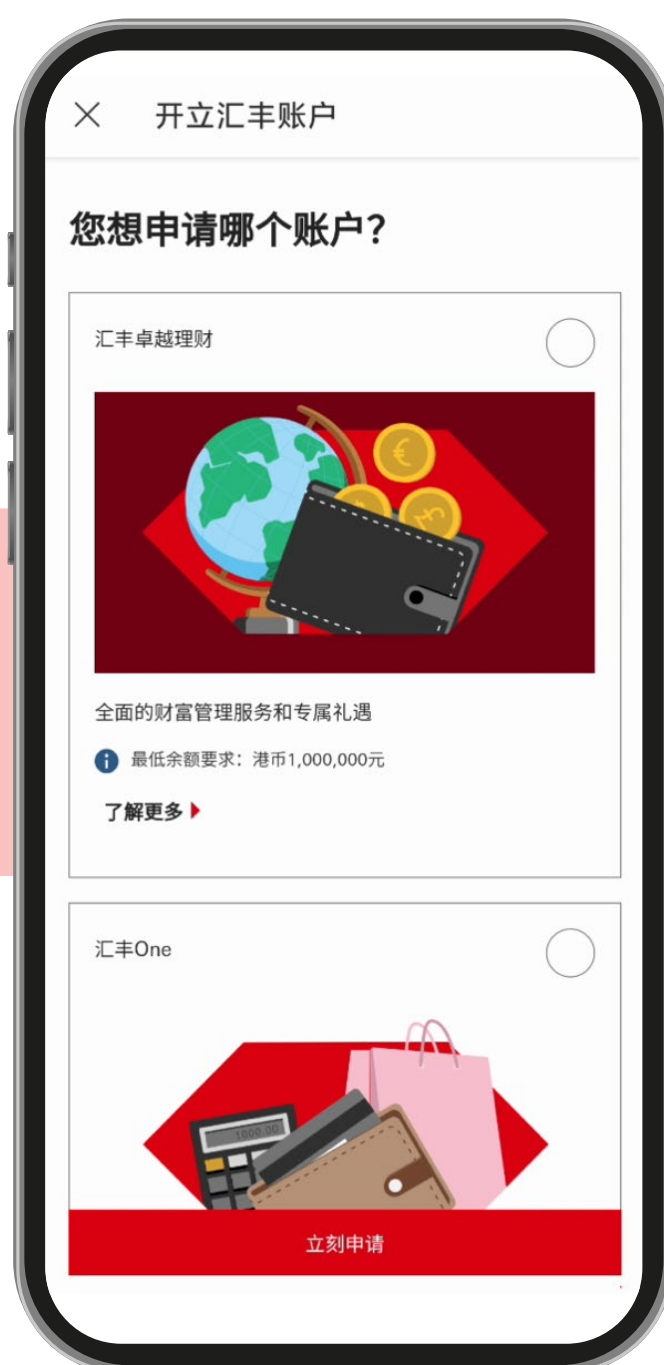 开立汇丰账户
您想申请哪个账户?
汇丰卓越理财
全面的财富管理服务和专属礼遇
最低余额要求：港币1,000,000元
了解更多
汇丰One
1000.00
立刻申请